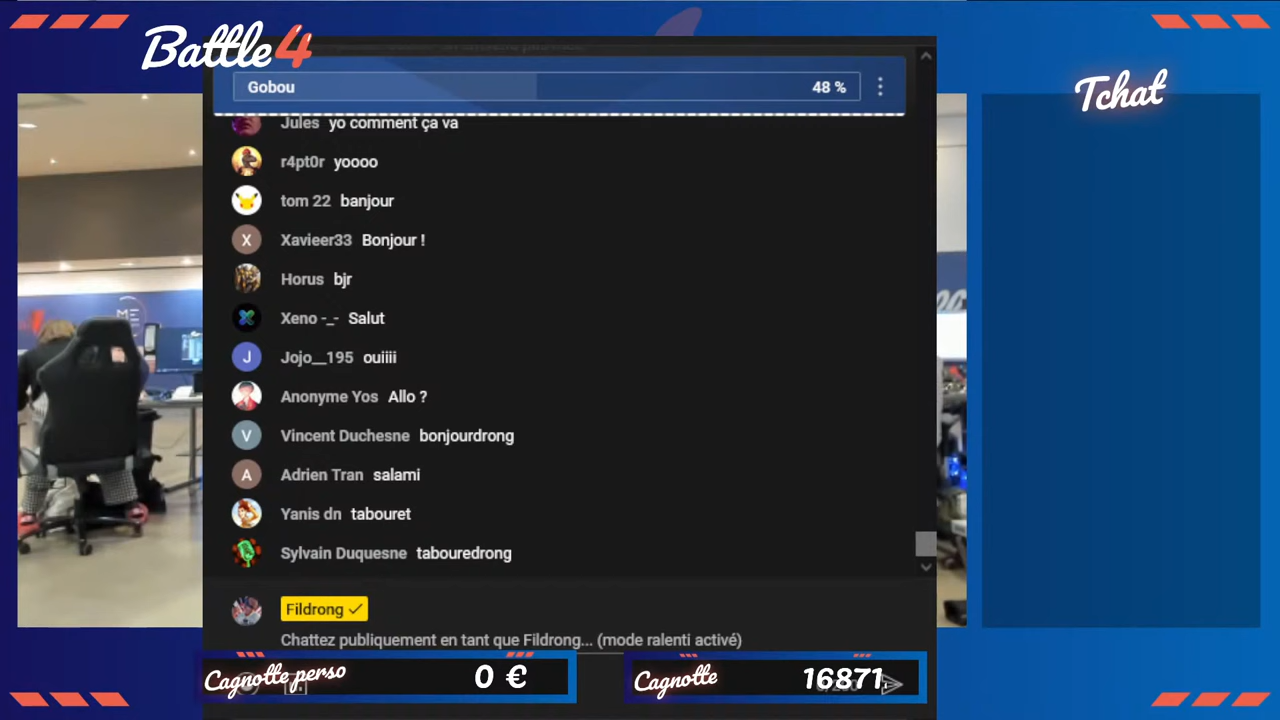 Battle4
Gobou 48 %
Tchat
Jules yo comment ça va
r4pt0r yoooo
tom 22 banjour
X Xavieer33 Bonjour !
Horus bjr
Xeno -_- Salut
J Jojo__195 ouiiii
Anonyme Yos Allo ?
V Vincent Duchesne bonjourdrong
A Adrien Tran salami
Yanis dn tabouret
Sylvain Duquesne tabouredrong
Fildrong
Chattez publiquement en tant que Fildrong... (mode ralenti activé)
Cagnotte perso 0 €
Cagnotte 16871
ME